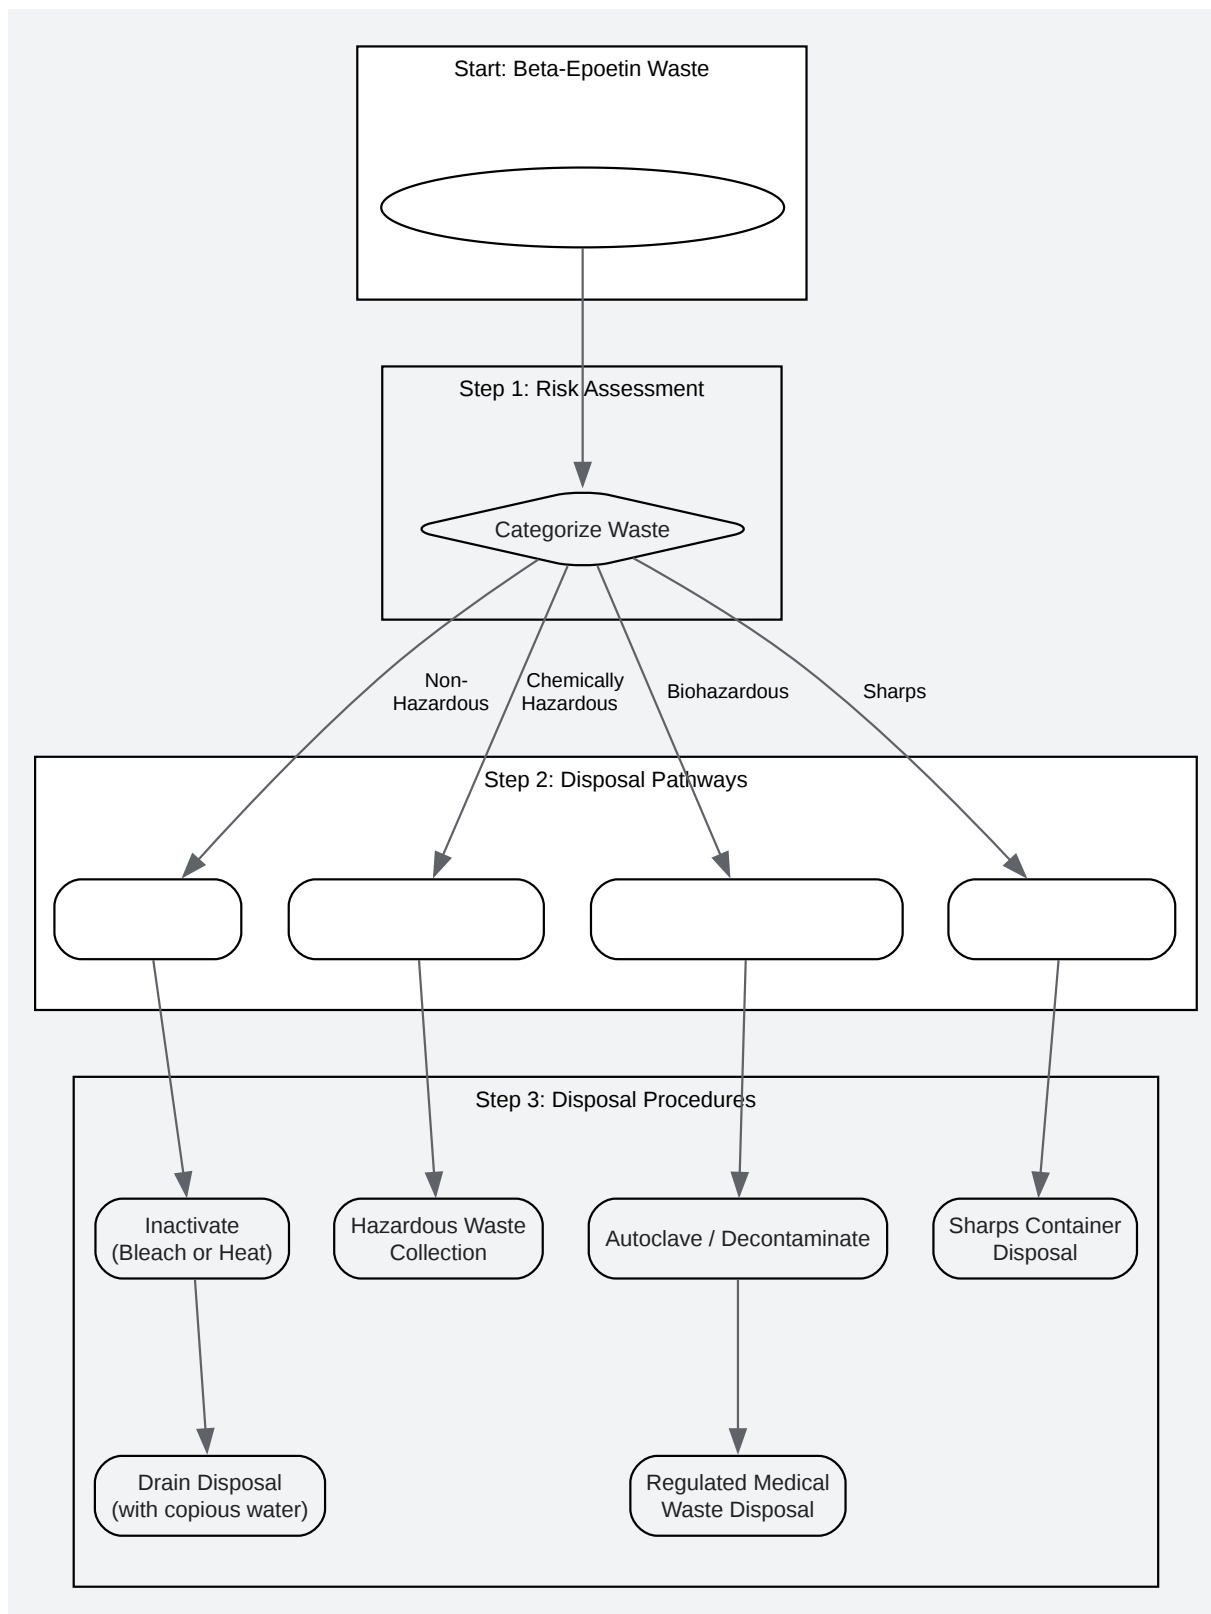 Start: Beta-Epoetin Waste
Step 1: Risk Assessment
Categorize Waste
Non-
Hazardous
Chemically
Hazardous
Biohazardous
Sharps
Step 2: Disposal Pathways
Step 3: Disposal Procedures
Inactivate
(Bleach or Heat)
Hazardous Waste
Collection
Autoclave / Decontaminate
Sharps Container
Disposal
Drain Disposal
(with copious water)
Regulated Medical
Waste Disposal